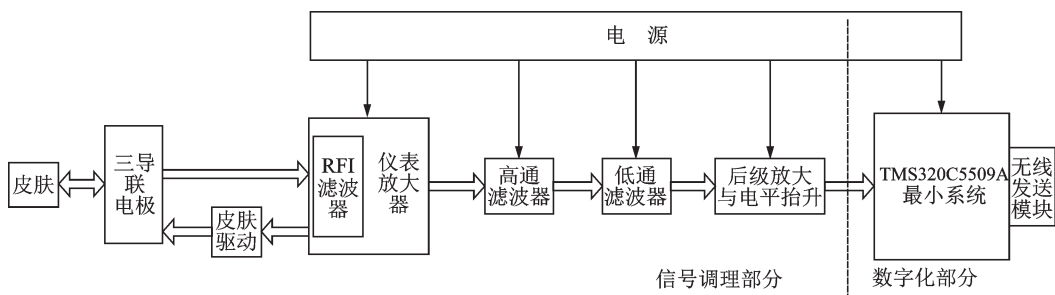 电 源
皮肤
三导
联
电极
皮肤
驱动
RFI
滤波
器
仪表
放大
器
高通
滤波器
低通
滤波器
后级放大
与电平抬升
TMS320C5509A
最小系统
无线
发送
模块
信号调理部分
数字化部分